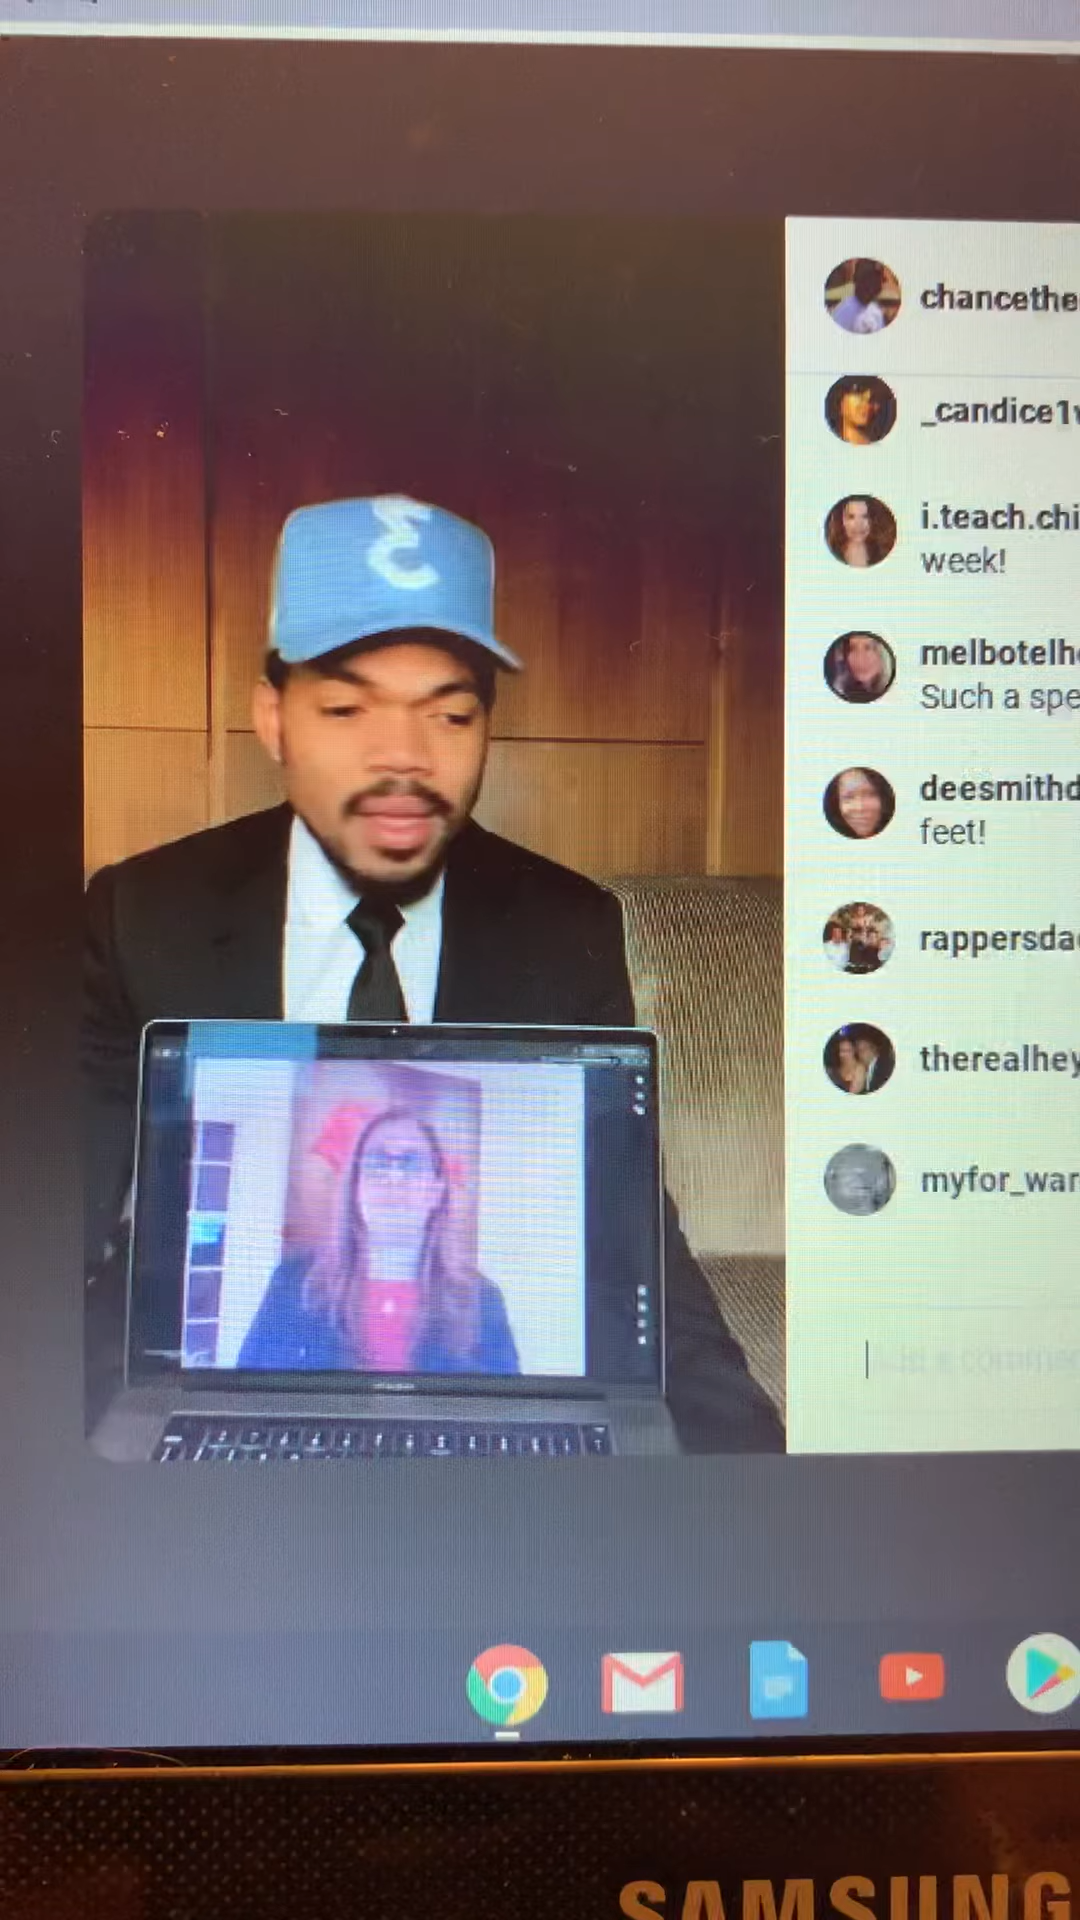 chancethe
_candice1
i.teach.chi
week!
melbotelh
Such a spe
deesmithd
feet!
rappersda
therealhey
myfor_war
SAMSUNG